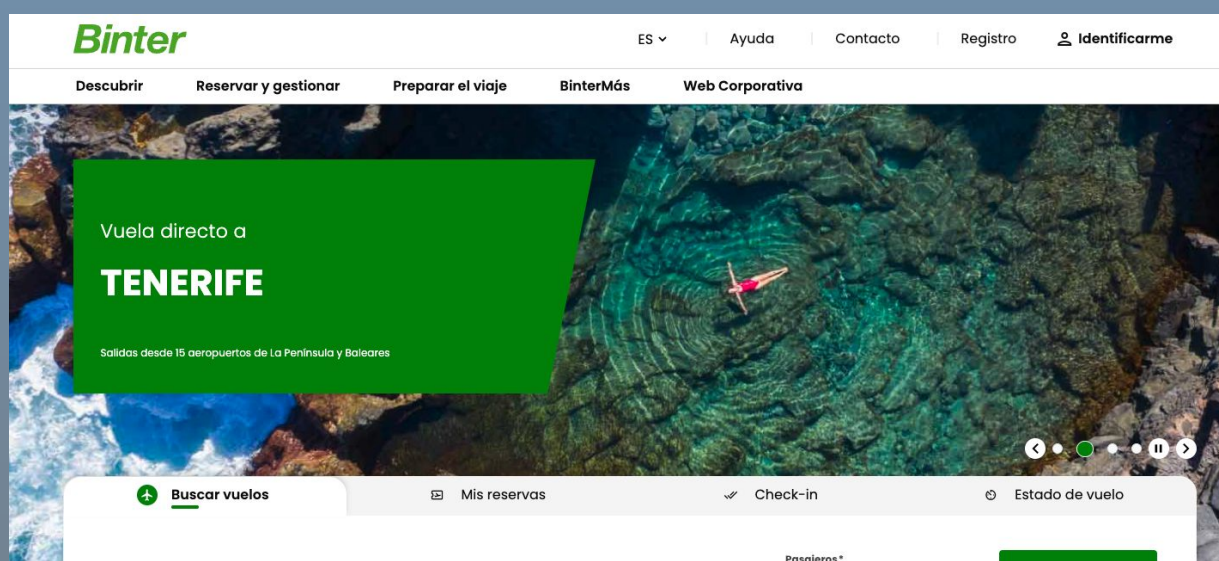 Binter
ES
Ayuda
Contacto
Registro
Identificarme
Descubrir
Reservar y gestionar
Preparar el viaje
BinterMás
Web Corporativa
Vuela directo a
TENERIFE
Salidas desde 15 aeropuertos de La Península y Baleares
Buscar vuelos
Mis reservas
Check-in
Estado de vuelo
Pasajeros*